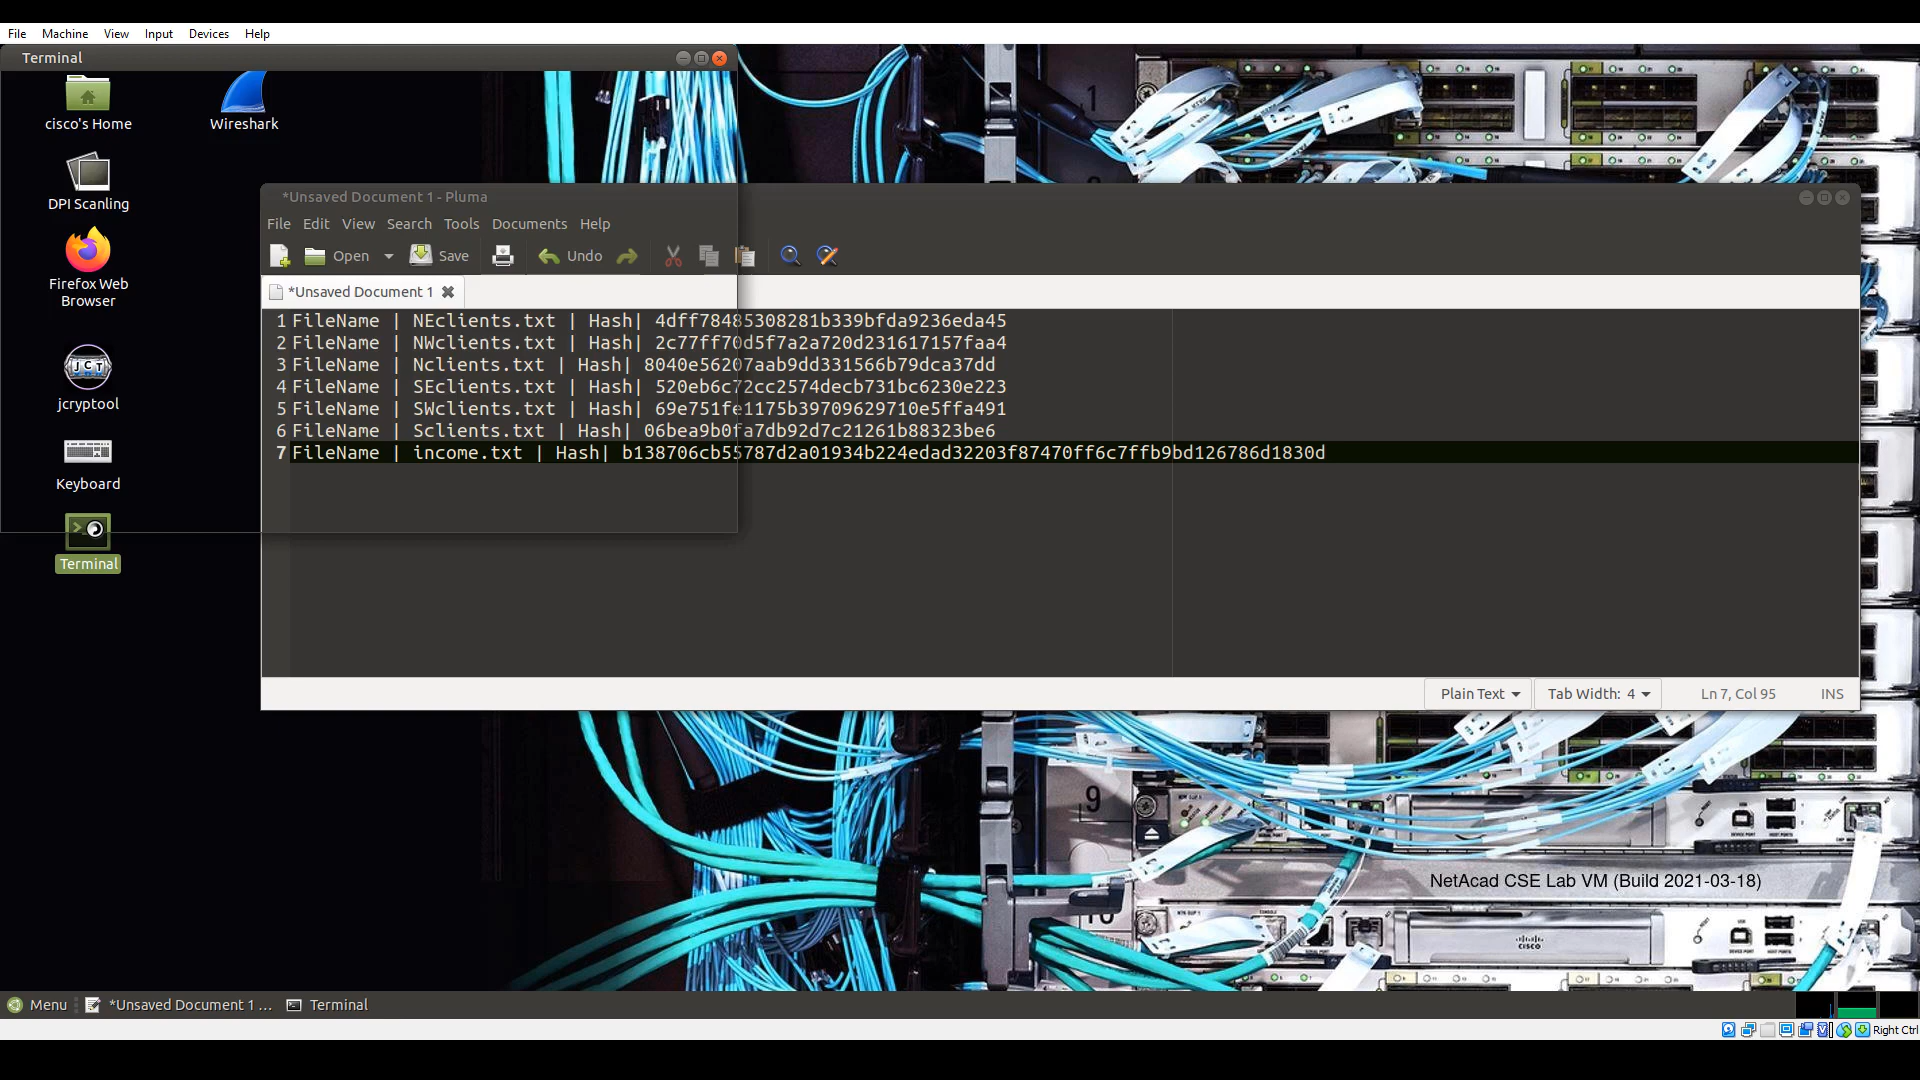 File Machine View Input Devices Help
Terminal
cisco's Home
Wireshark
DPI Scanling
Firefox Web
Browser
jcryptool
Keyboard
Terminal
*Unsaved Document 1 - Pluma
File Edit View Search Tools Documents Help
Open Save Undo
*Unsaved Document 1
1 FileName | NEclients.txt | Hash| 4dff78485308281b339bfda9236eda45
2 FileName | NWclients.txt | Hash| 2c77ff70d5f7a2a720d231617157faa4
3 FileName | Nclients.txt | Hash| 8040e56207aab9dd331566b79dca37dd
4 FileName | SEclients.txt | Hash| 520eb6c72cc2574decb731bc6230e223
5 FileName | SWclients.txt | Hash| 69e751fe1175b39709629710e5ffa491
6 FileName | Sclients.txt | Hash| 06bea9b0fa7db92d7c21261b88323be6
7 FileName | income.txt | Hash| b138706cb55787d2a01934b224edad32203f87470ff6c7ffb9bd126786d1830d
Plain Text Tab Width: 4 Ln 7, Col 95 INS
9
NetAcad CSE Lab VM (Build 2021-03-18)
CISCO
Menu *Unsaved Document 1 ... Terminal
Right Ctrl